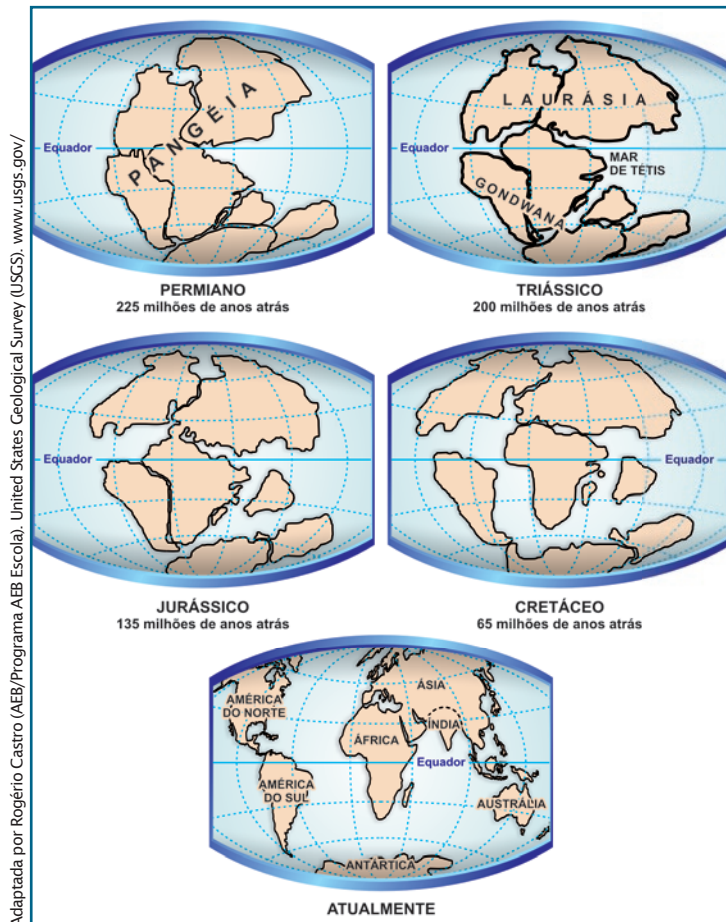 Adaptada por Rogério Castro (AEB/Programa AEB Escola). United States Geological Survey (USGS). www.usgs.gov/
Equador
PANGÉIA
PERMIANO
225 milhões de anos atrás
LAURÁSIA
Equador
MAR
DE TÉTIS
GONDWANA
TRIÁSSICO
200 milhões de anos atrás
Equador
JURÁSSICO
135 milhões de anos atrás
Equador
CRETÁCEO
65 milhões de anos atrás
AMÉRICA
DO NORTE
ÁSIA
ÍNDIA
ÁFRICA
Equador
AMÉRICA
DO SUL
AUSTRÁLIA
ANTÁRTICA
ATUALMENTE